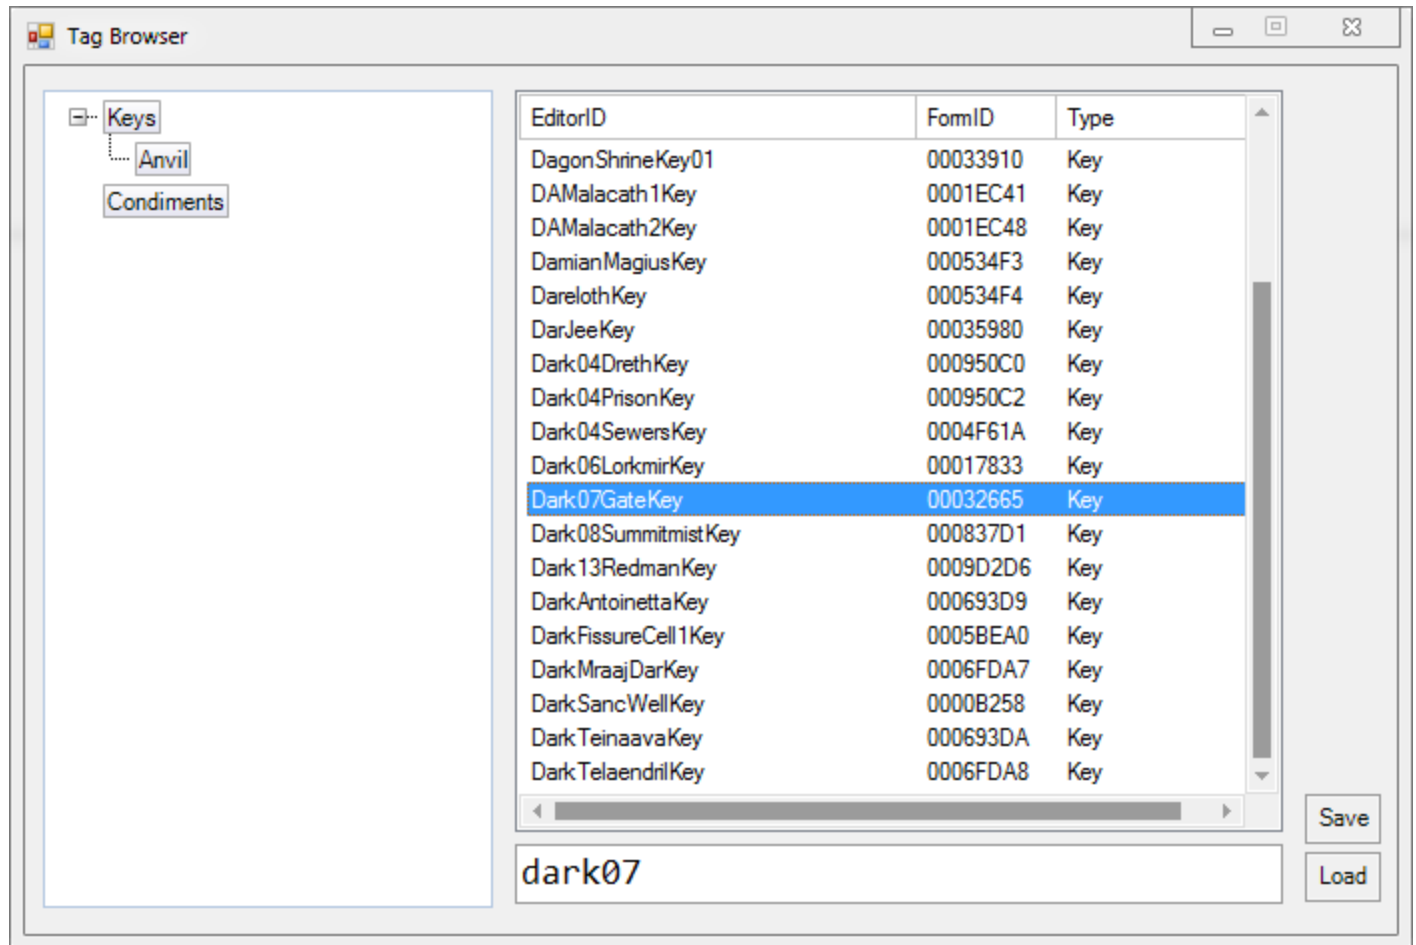 Tag Browser
Keys
Anvil
Condiments
EditorID FormID Type
DagonShrineKey01 00033910 Key
DAMalacath1Key 0001EC41 Key
DAMalacath2Key 0001EC48 Key
DamianMagiusKey 000534F3 Key
DarelothKey 000534F4 Key
DarJeeKey 00035980 Key
Dark04DrethKey 000950C0 Key
Dark04PrisonKey 000950C2 Key
Dark04SewersKey 0004F61A Key
Dark06LorkmirKey 00017833 Key
Dark07GateKey 00032665 Key
Dark08SummitmistKey 000837D1 Key
Dark13RedmanKey 0009D2D6 Key
DarkAntoinettaKey 000693D9 Key
DarkFissureCell1Key 0005BEA0 Key
DarkMraajDarKey 0006FDA7 Key
DarkSancWellKey 0000B258 Key
DarkTeinaavaKey 000693DA Key
DarkTelaendrilKey 0006FDA8 Key
dark07
Save
Load